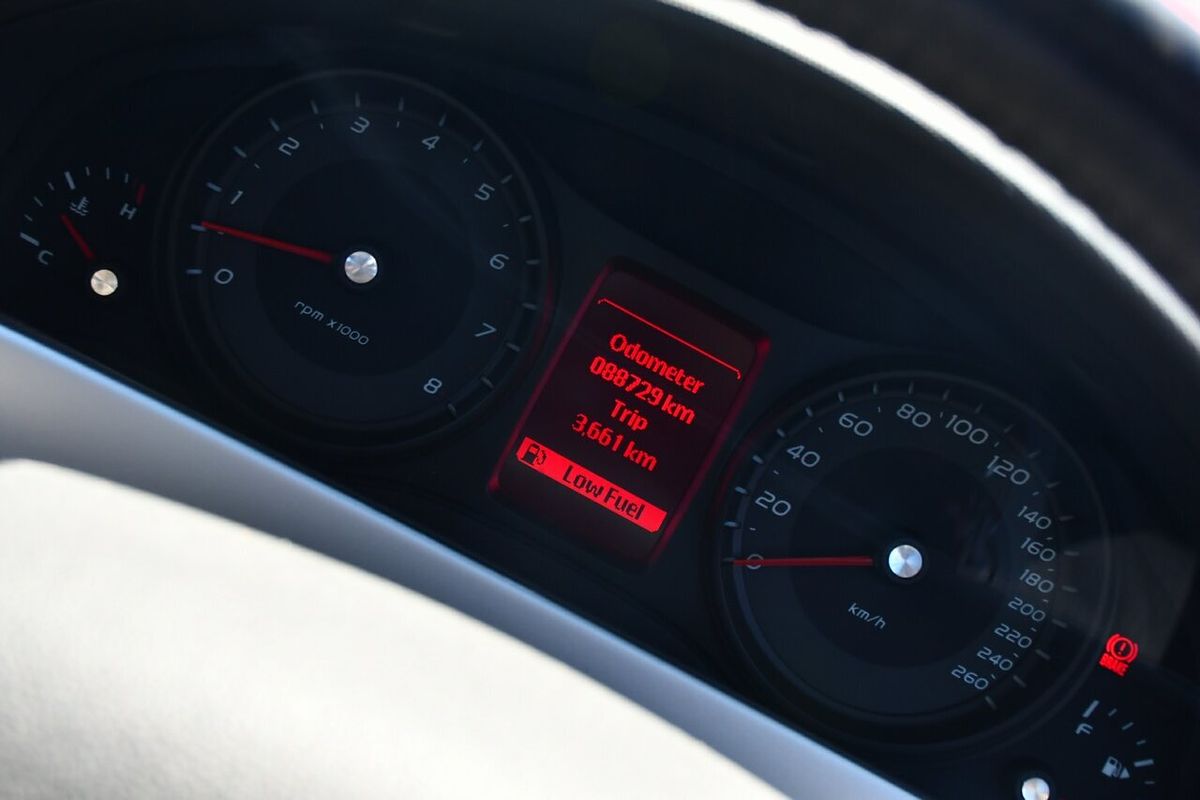 C
H
0
1
2
3
4
5
6
7
8
rpm x1000
Odometer
088729 km
Trip
3,661 km
Low Fuel
0
20
40
60
80
100
120
140
160
180
200
220
240
260
km/h
BRAKE
F